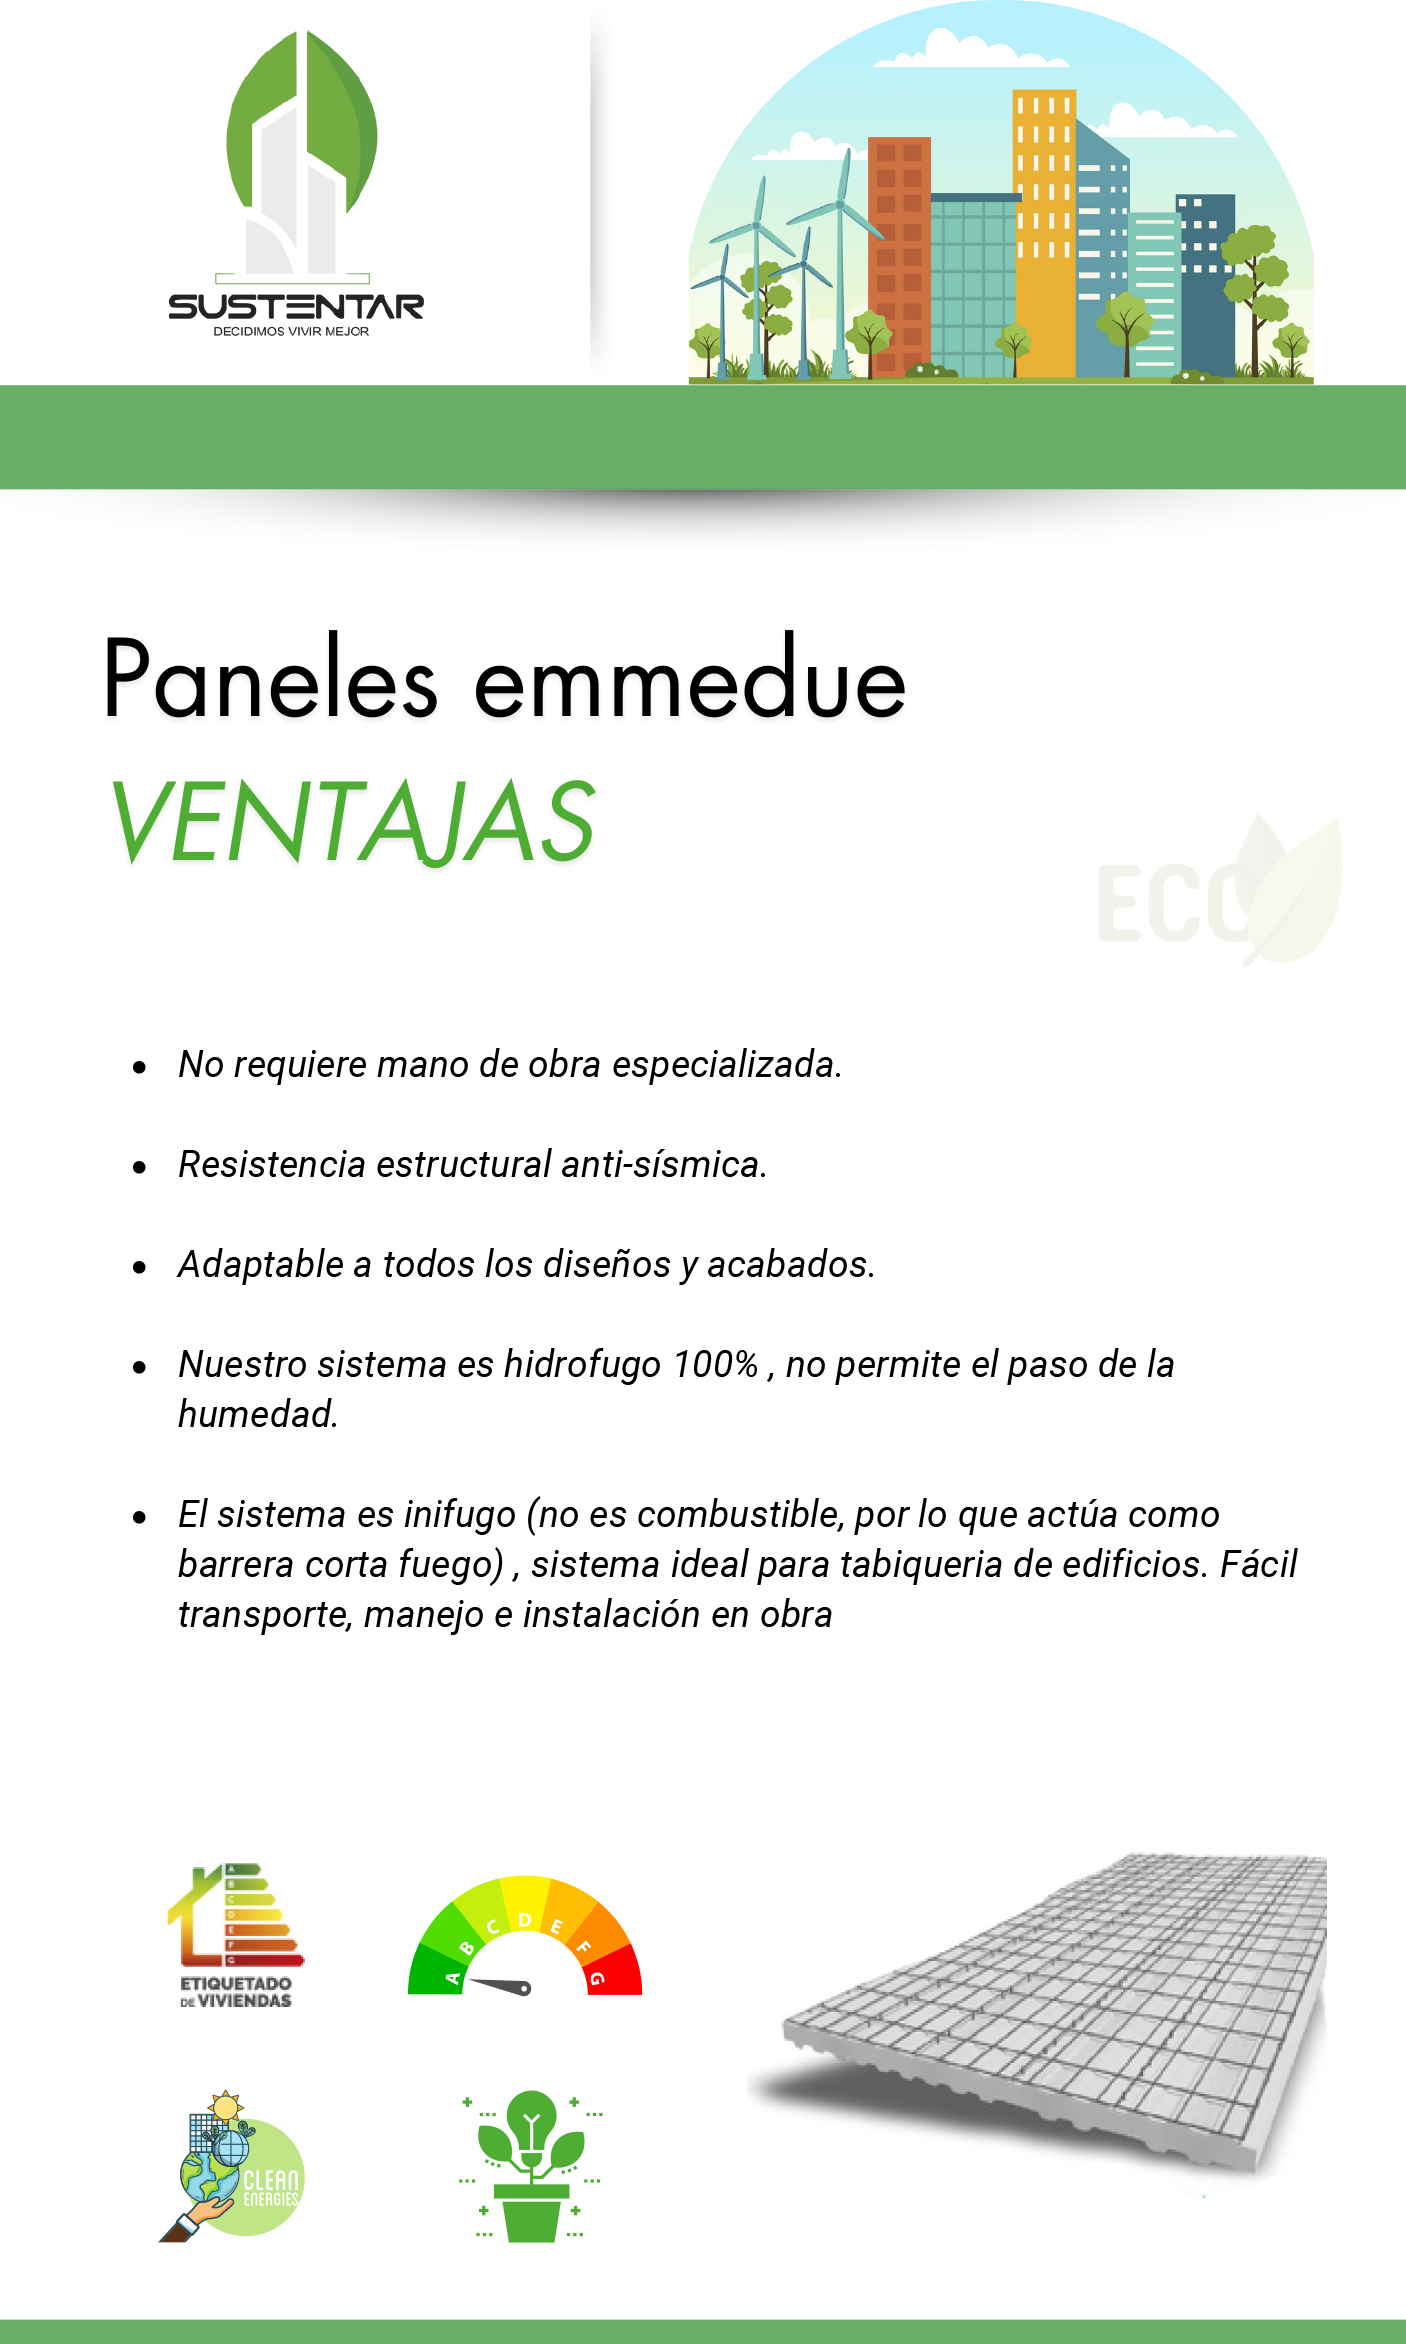 SUSTENTAR
DECIDIMOS VIVIR MEJOR
Paneles emmedue
VENTAJAS
ECO
• No requiere mano de obra especializada.
• Resistencia estructural anti-sísmica.
• Adaptable a todos los diseños y acabados.
• Nuestro sistema es hidrofugo 100% , no permite el paso de la
humedad.
• El sistema es inifugo (no es combustible, por lo que actúa como
barrera corta fuego) , sistema ideal para tabiqueria de edificios. Fácil
transporte, manejo e instalación en obra
A
B
C
D
E
F
G
ETIQUETADO
DE VIVIENDAS
A B C D E F G
CLEAN
ENERGIES